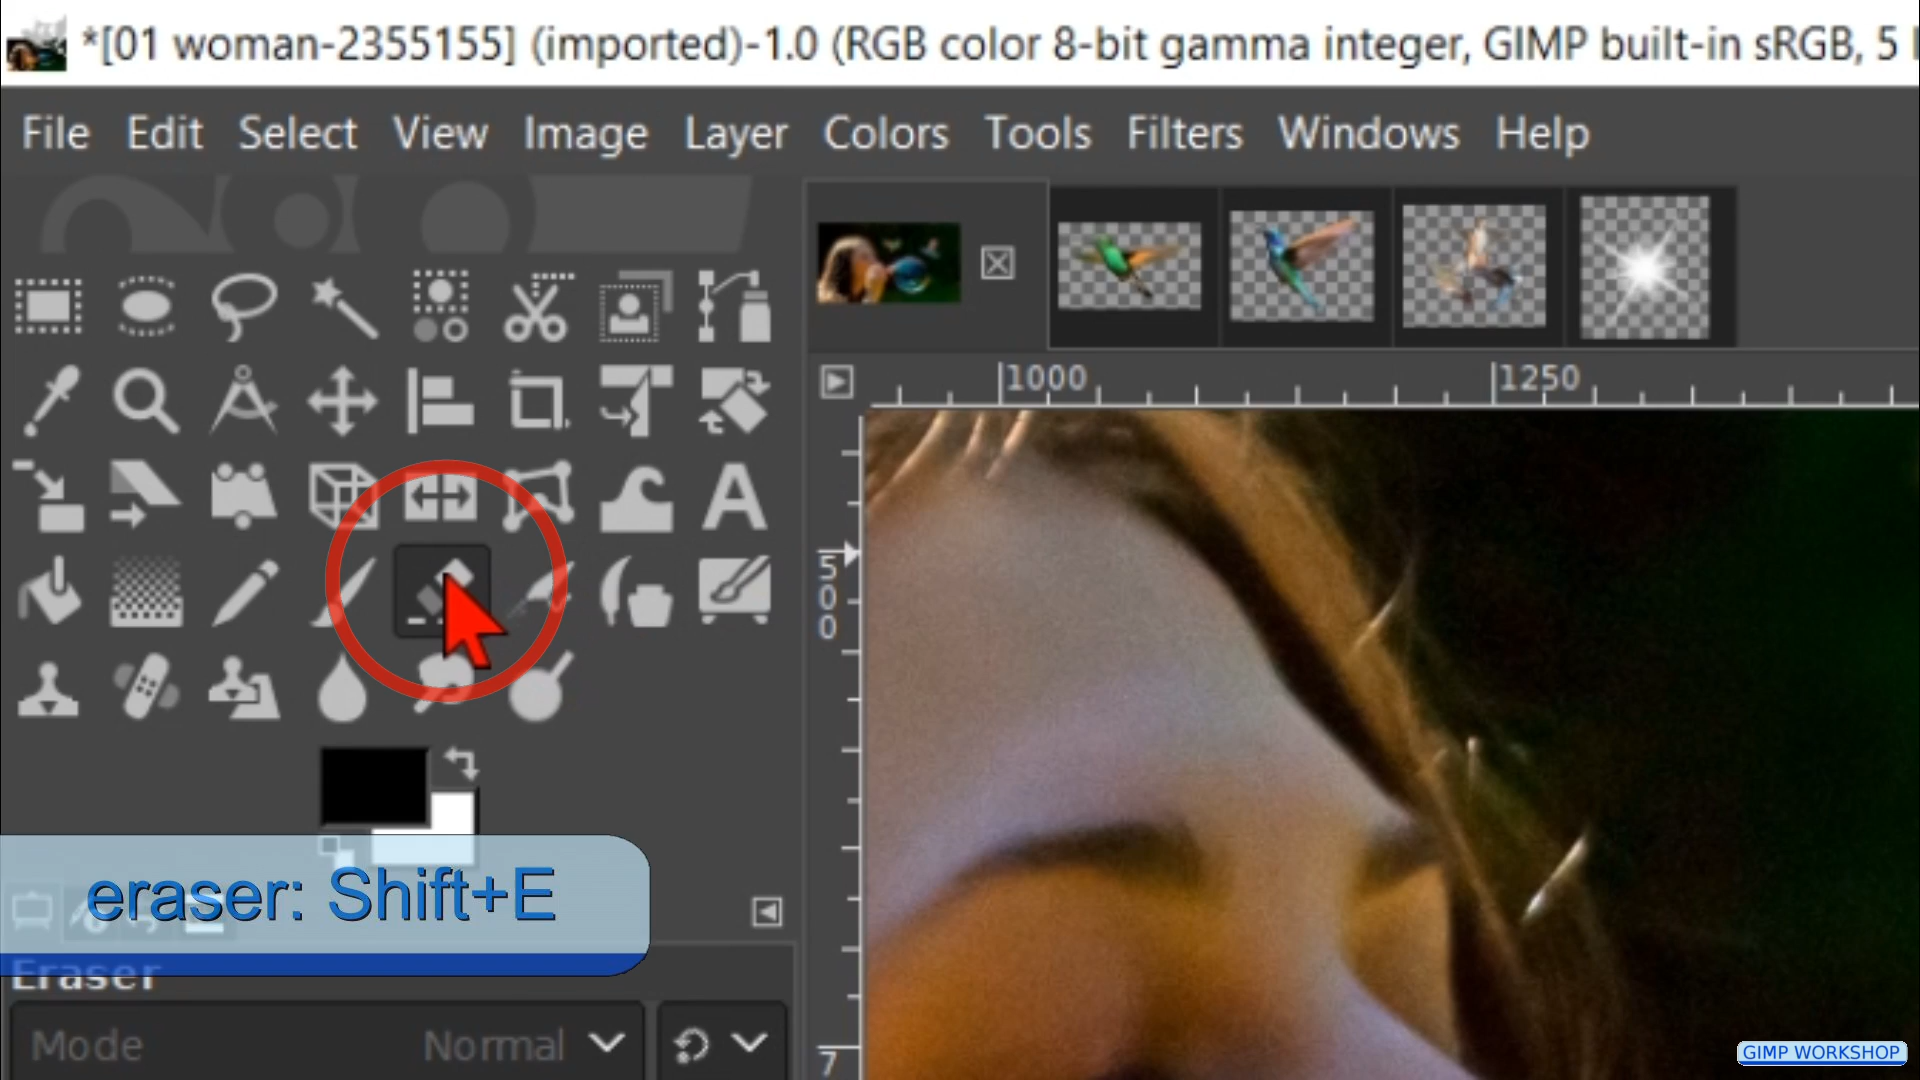 *[01 woman-2355155] (imported)-1.0 (RGB color 8-bit gamma integer, GIMP built-in sRGB, 5
File Edit Select View Image Layer Colors Tools Filters Windows Help
1000 1250
500
eraser: Shift+E
Eraser
Mode Normal
7
GIMP WORKSHOP